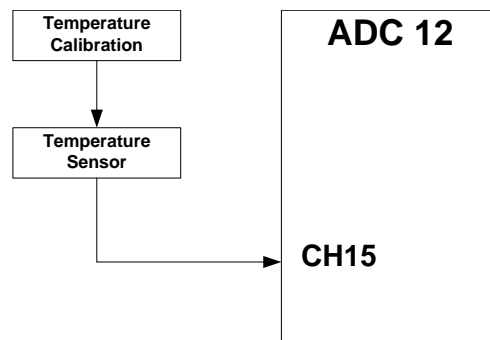 Temperature
Calibration
ADC 12
Temperature
Sensor
CH15